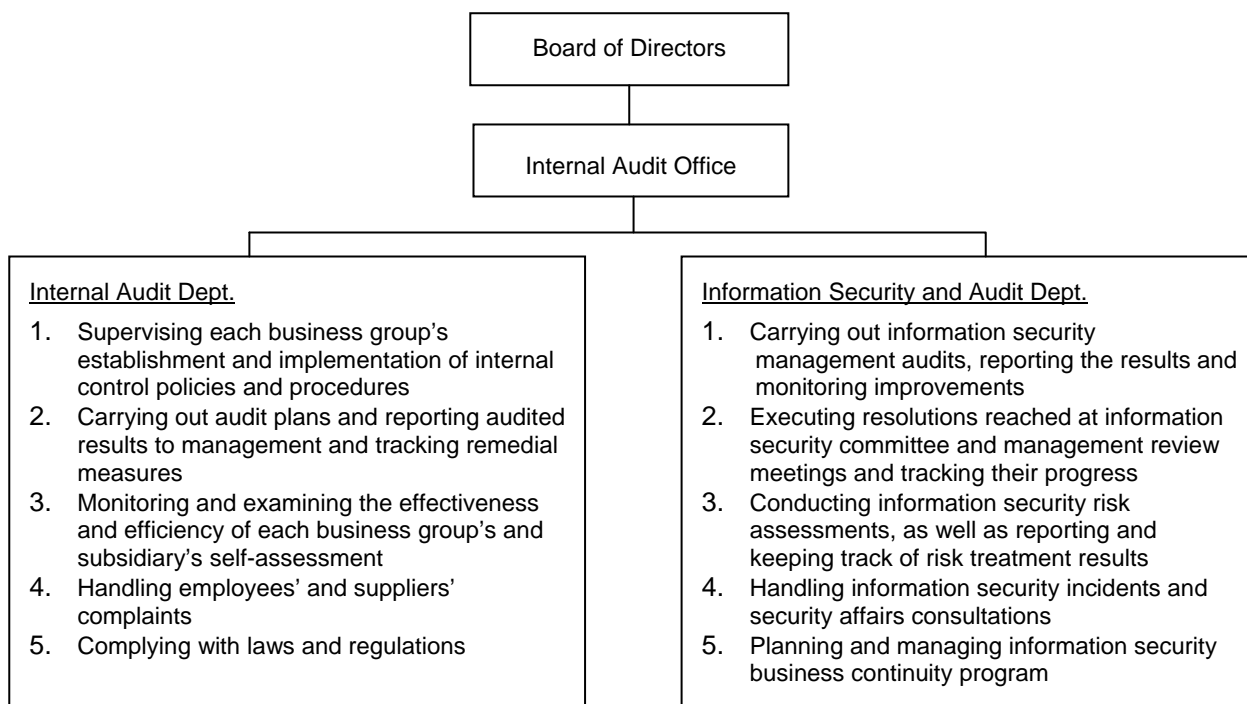 Board of Directors
Internal Audit Office
Internal Audit Dept.
1. Supervising each business group’s
establishment and implementation of internal
control policies and procedures
2. Carrying out audit plans and reporting audited
results to management and tracking remedial
measures
3. Monitoring and examining the effectiveness
and efficiency of each business group’s and
subsidiary’s self-assessment
4. Handling employees’ and suppliers’
complaints
5. Complying with laws and regulations
Information Security and Audit Dept.
1. Carrying out information security
management audits, reporting the results and
monitoring improvements
2. Executing resolutions reached at information
security committee and management review
meetings and tracking their progress
3. Conducting information security risk
assessments, as well as reporting and
keeping track of risk treatment results
4. Handling information security incidents and
security affairs consultations
5. Planning and managing information security
business continuity program